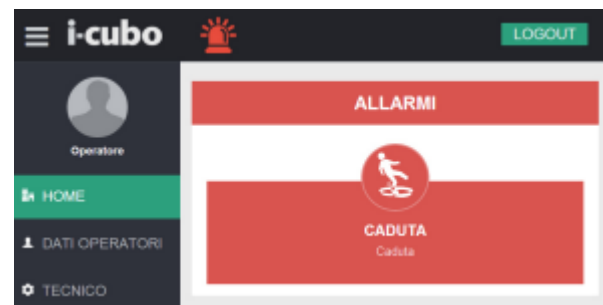 i-cubo
LOGOUT
Operatore
HOME
DATI OPERATORI
TECNICO
ALLARMI
CADUTA
Caduta